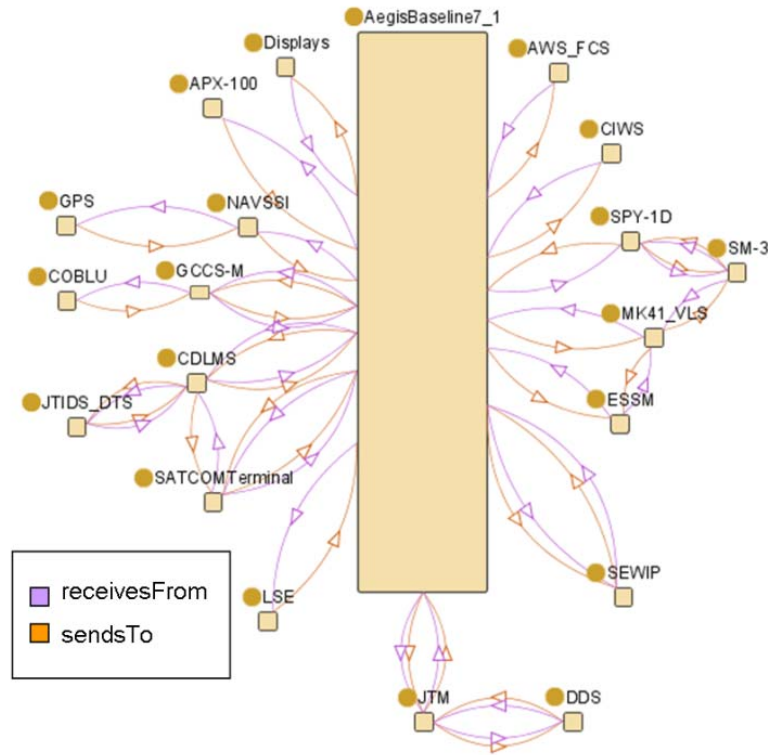 AegisBaseline7_1
Displays
AWS_FCS
APX-100
CIWS
GPS
NAVSSI
SPY-1D
SM-3
COBLU
GCCS-M
MK41_VLS
CDLMS
JTIDS_DTS
ESSM
SATCOMTerminal
SEWIP
receivesFrom
LSE
sendsTo
JTM
DDS